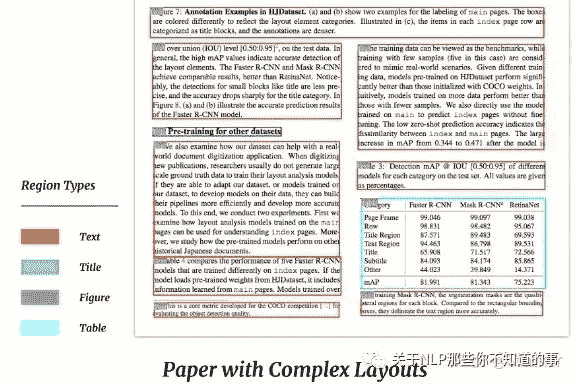 Figure 7: Annotation Examples in HJDataset. (a) and (b) show two examples for the labeling of main pages. The boxes
are colored differently to reflect the layout element categories. Illustrated in (c), the items in each index page row are
categorized as title blocks, and the annotations are denser.
over union (IOU) level [0.50:0.95], on the test data. In
general, the high mAP values indicate accurate detection of
the layout elements. The Faster R-CNN and Mask R-CNN
achieve comparable results, better than RetinaNet. Notice-
ably, the detections for small blocks like title are less pre-
cise, and the accuracy drops sharply for the title category. In
Figure 8, (a) and (b) illustrate the accurate prediction results
of the Faster R-CNN model.
Pre-training for other datasets
We also examine how our dataset can help with a real-
world document digitization application. When digitizing
new publications, researchers usually do not generate large
scale ground truth data to train their layout analysis models.
If they are able to adapt our dataset, or models trained on
our dataset, to develop models on their data, they can build
their pipelines more efficiently and develop more accurate
models. To this end, we conduct two experiments. First we
examine how layout analysis models trained on the main
pages can be used for understanding index pages. More-
over, we study how the pre-trained models perform on other
historical Japanese documents.
Table 4 compares the performance of five Faster R-CNN
models that are trained differently on index pages. If the
model loads pre-trained weights from HJDataset, it includes
information learned from main pages. Models trained over
This is a core metric developed for the COCO competition [...] for
evaluating the object detection quality.
the training data can be viewed as the benchmarks, while
training with few samples (five in this case) are consid-
ered to mimic real-world scenarios. Given different train-
ing data, models pre-trained on HJDataset perform signifi-
cantly better than those initialized with COCO weights. In-
tuitively, models trained on more data perform better than
those with fewer samples. We also directly use the model
trained on main to predict index pages without fine-
tuning. The low zero-shot prediction accuracy indicates the
dissimilarity between index and main pages. The large
increase in mAP from 0.344 to 0.471 after the model is
Table 3: Detection mAP @ IOU [0.50:0.95] of different
models for each category on the test set. All values are given
as percentages.
Category Faster R-CNN Mask R-CNN RetinaNet
Page Frame 99.046 99.097 99.038
Row 98.831 98.482 95.067
Title Region 87.571 89.483 69.593
Text Region 94.463 86.798 89.531
Title 65.908 71.517 72.566
Subtitle 84.093 84.174 85.865
Other 44.023 39.849 14.371
mAP 81.991 81.343 75.223
training Mask R-CNN, the segmentation masks are the quadri-
lateral regions for each block. Compared to the rectangular bounding
boxes, they delineate the text region more accurately.
Region Types
Text
Title
Figure
Table
Paper with Complex Layouts
关于NLP那些你不知道的事